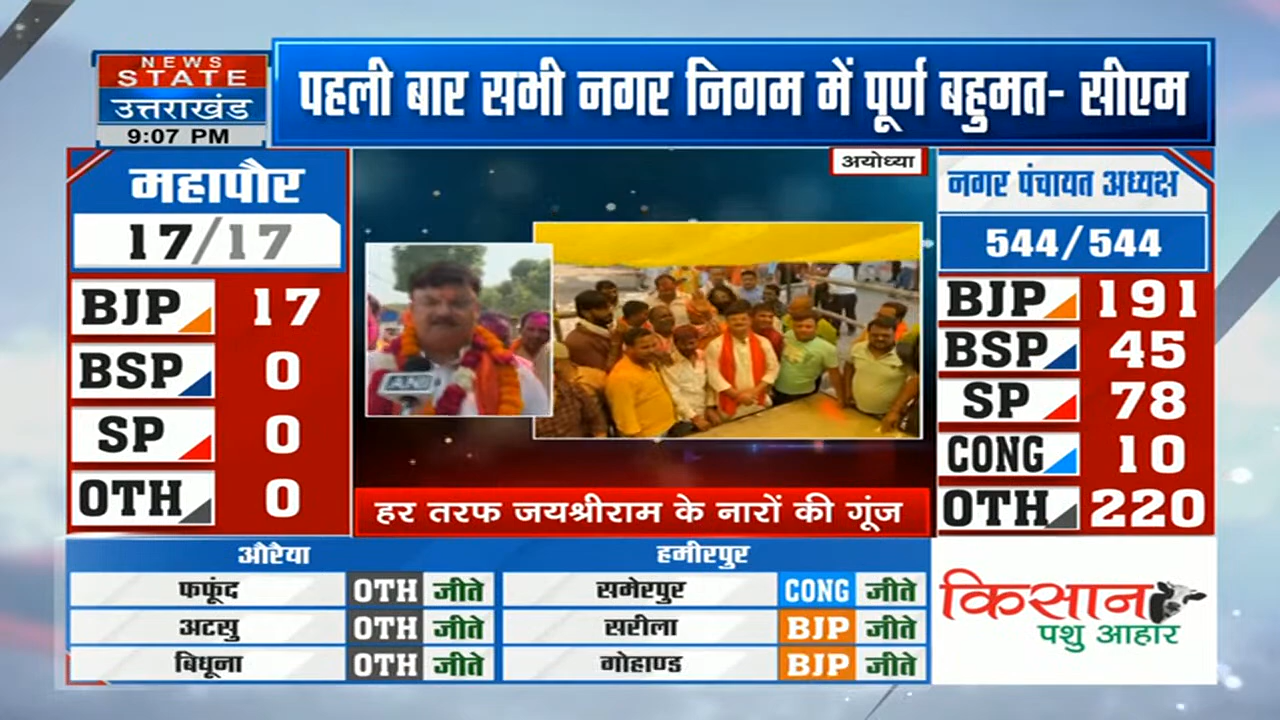 NEWS
STATE
उत्तराखंड
9:07 PM
पहली बार सभी नगर निगम में पूर्ण बहुमत- सीएम
महापौर
17/17
BJP 17
BSP 0
SP 0
OTH 0
अयोध्या
ANI
हर तरफ जयश्रीराम के नारों की गूंज
नगर पंचायत अध्यक्ष
544/544
BJP 191
BSP 45
SP 78
CONG 10
OTH 220
औरैया
फफूंद OTH जीते
अटसु OTH जीते
बिधूना OTH जीते
हमीरपुर
समेरपुर CONG जीते
सरीला BJP जीते
गोहाण्ड BJP जीते
किसान
पशु आहार